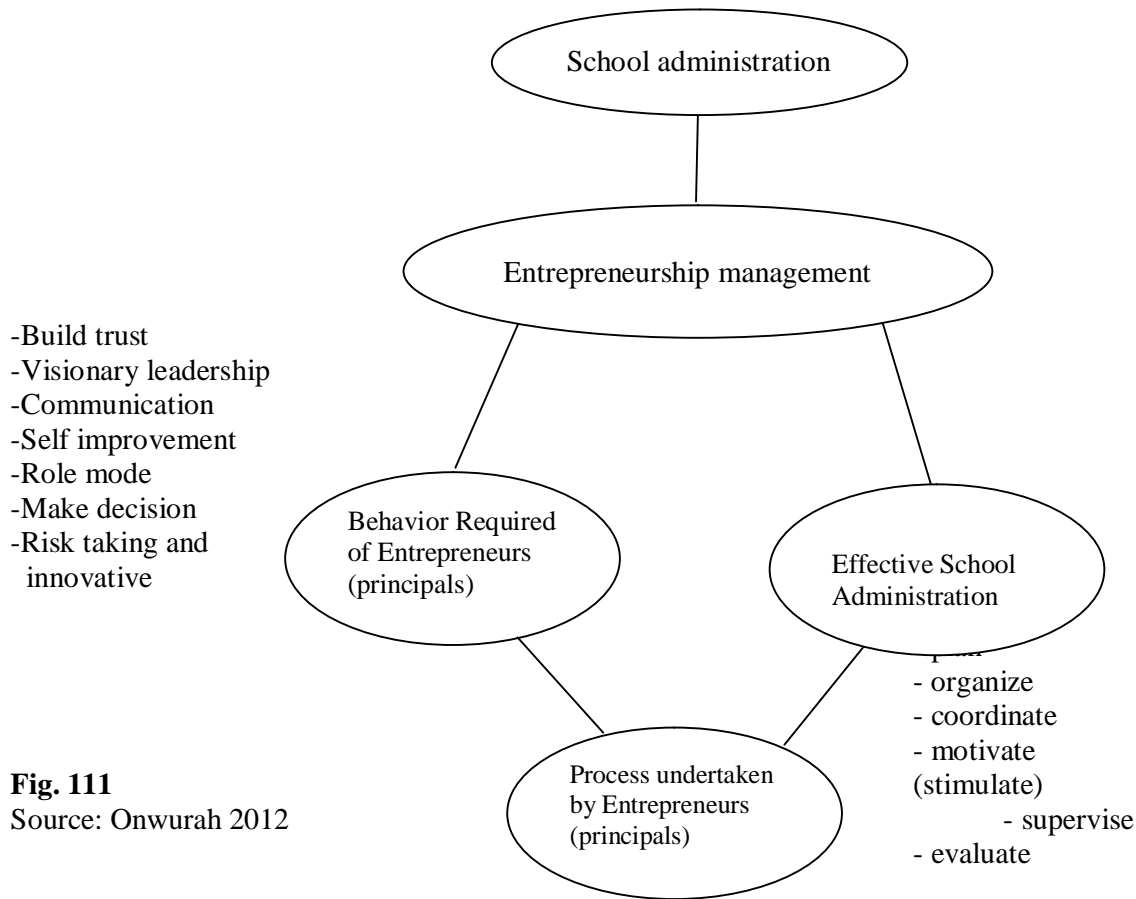 School administration
Entrepreneurship management
-Build trust
-Visionary leadership
-Communication
-Self improvement
-Role mode
-Make decision
-Risk taking and
innovative
Behavior Required
of Entrepreneurs
(principals)
Effective School
Administration
- organize
- coordinate
- motivate
(stimulate)
- supervise
- evaluate
Process undertaken
by Entrepreneurs
(principals)
Fig. 111
Source: Onwurah 2012